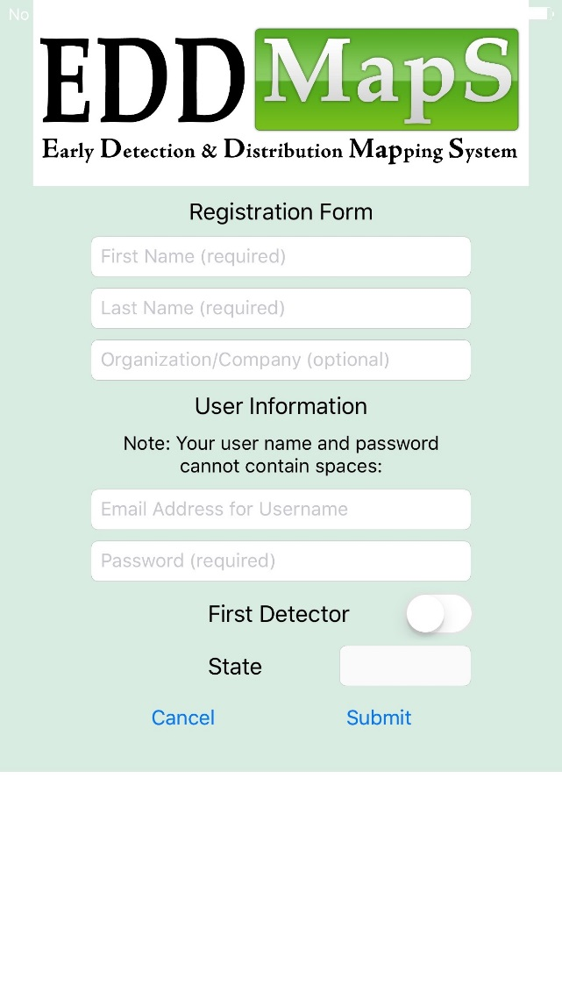 No
EDDMapS
Early Detection & Distribution Mapping System
Registration Form
First Name (required)
Last Name (required)
Organization/Company (optional)
User Information
Note: Your user name and password
cannot contain spaces:
Email Address for Username
Password (required)
First Detector
State
Cancel Submit